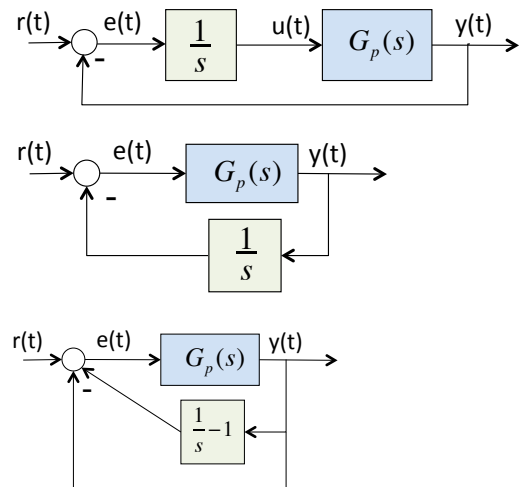 r(t) - e(t) 1/s u(t) G_p(s) y(t)
r(t) - e(t) G_p(s) y(t)
1/s
r(t) - - e(t) G_p(s) y(t)
1/s -1